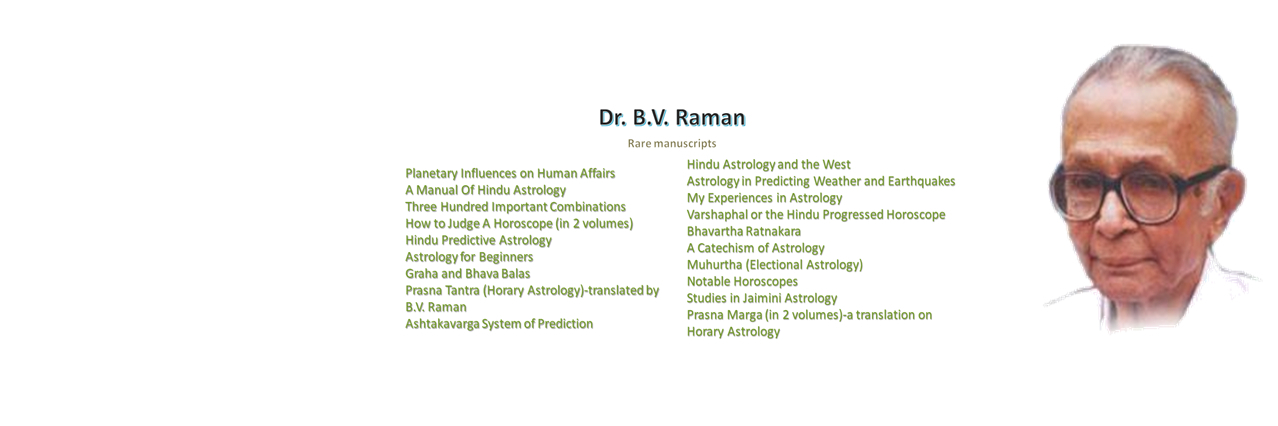 Dr. B.V. Raman
Rare manuscripts
Planetary Influences on Human Affairs
A Manual Of Hindu Astrology
Three Hundred Important Combinations
How to Judge A Horoscope (in 2 volumes)
Hindu Predictive Astrology
Astrology for Beginners
Graha and Bhava Balas
Prasna Tantra (Horary Astrology)-translated by
B.V. Raman
Ashtakavarga System of Prediction
Hindu Astrology and the West
Astrology in Predicting Weather and Earthquakes
My Experiences in Astrology
Varshaphal or the Hindu Progressed Horoscope
Bhavartha Ratnakara
A Catechism of Astrology
Muhurtha (Electional Astrology)
Notable Horoscopes
Studies in Jaimini Astrology
Prasna Marga (in 2 volumes)-a translation on
Horary Astrology